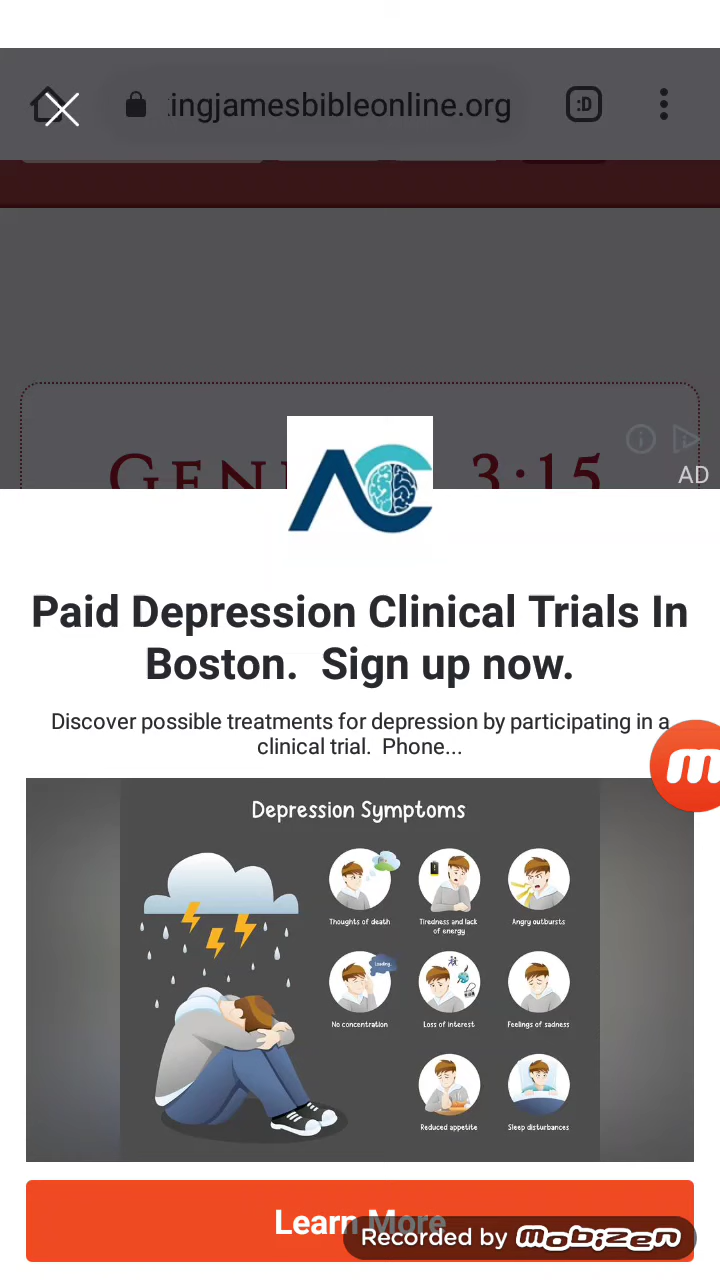 :D
ingjamesbibleonline.org
3:15
AD
Paid Depression Clinical Trials In
Boston. Sign up now.
Discover possible treatments for depression by participating in a
clinical trial. Phone...
Depression Symptoms
Thoughts of death
Tiredness and lack
of energy
Angry outbursts
Loading...
No concentration
Loss of interest
Feelings of sadness
Reduced appetite
Sleep disturbances
Learn More
Recorded by mobizen